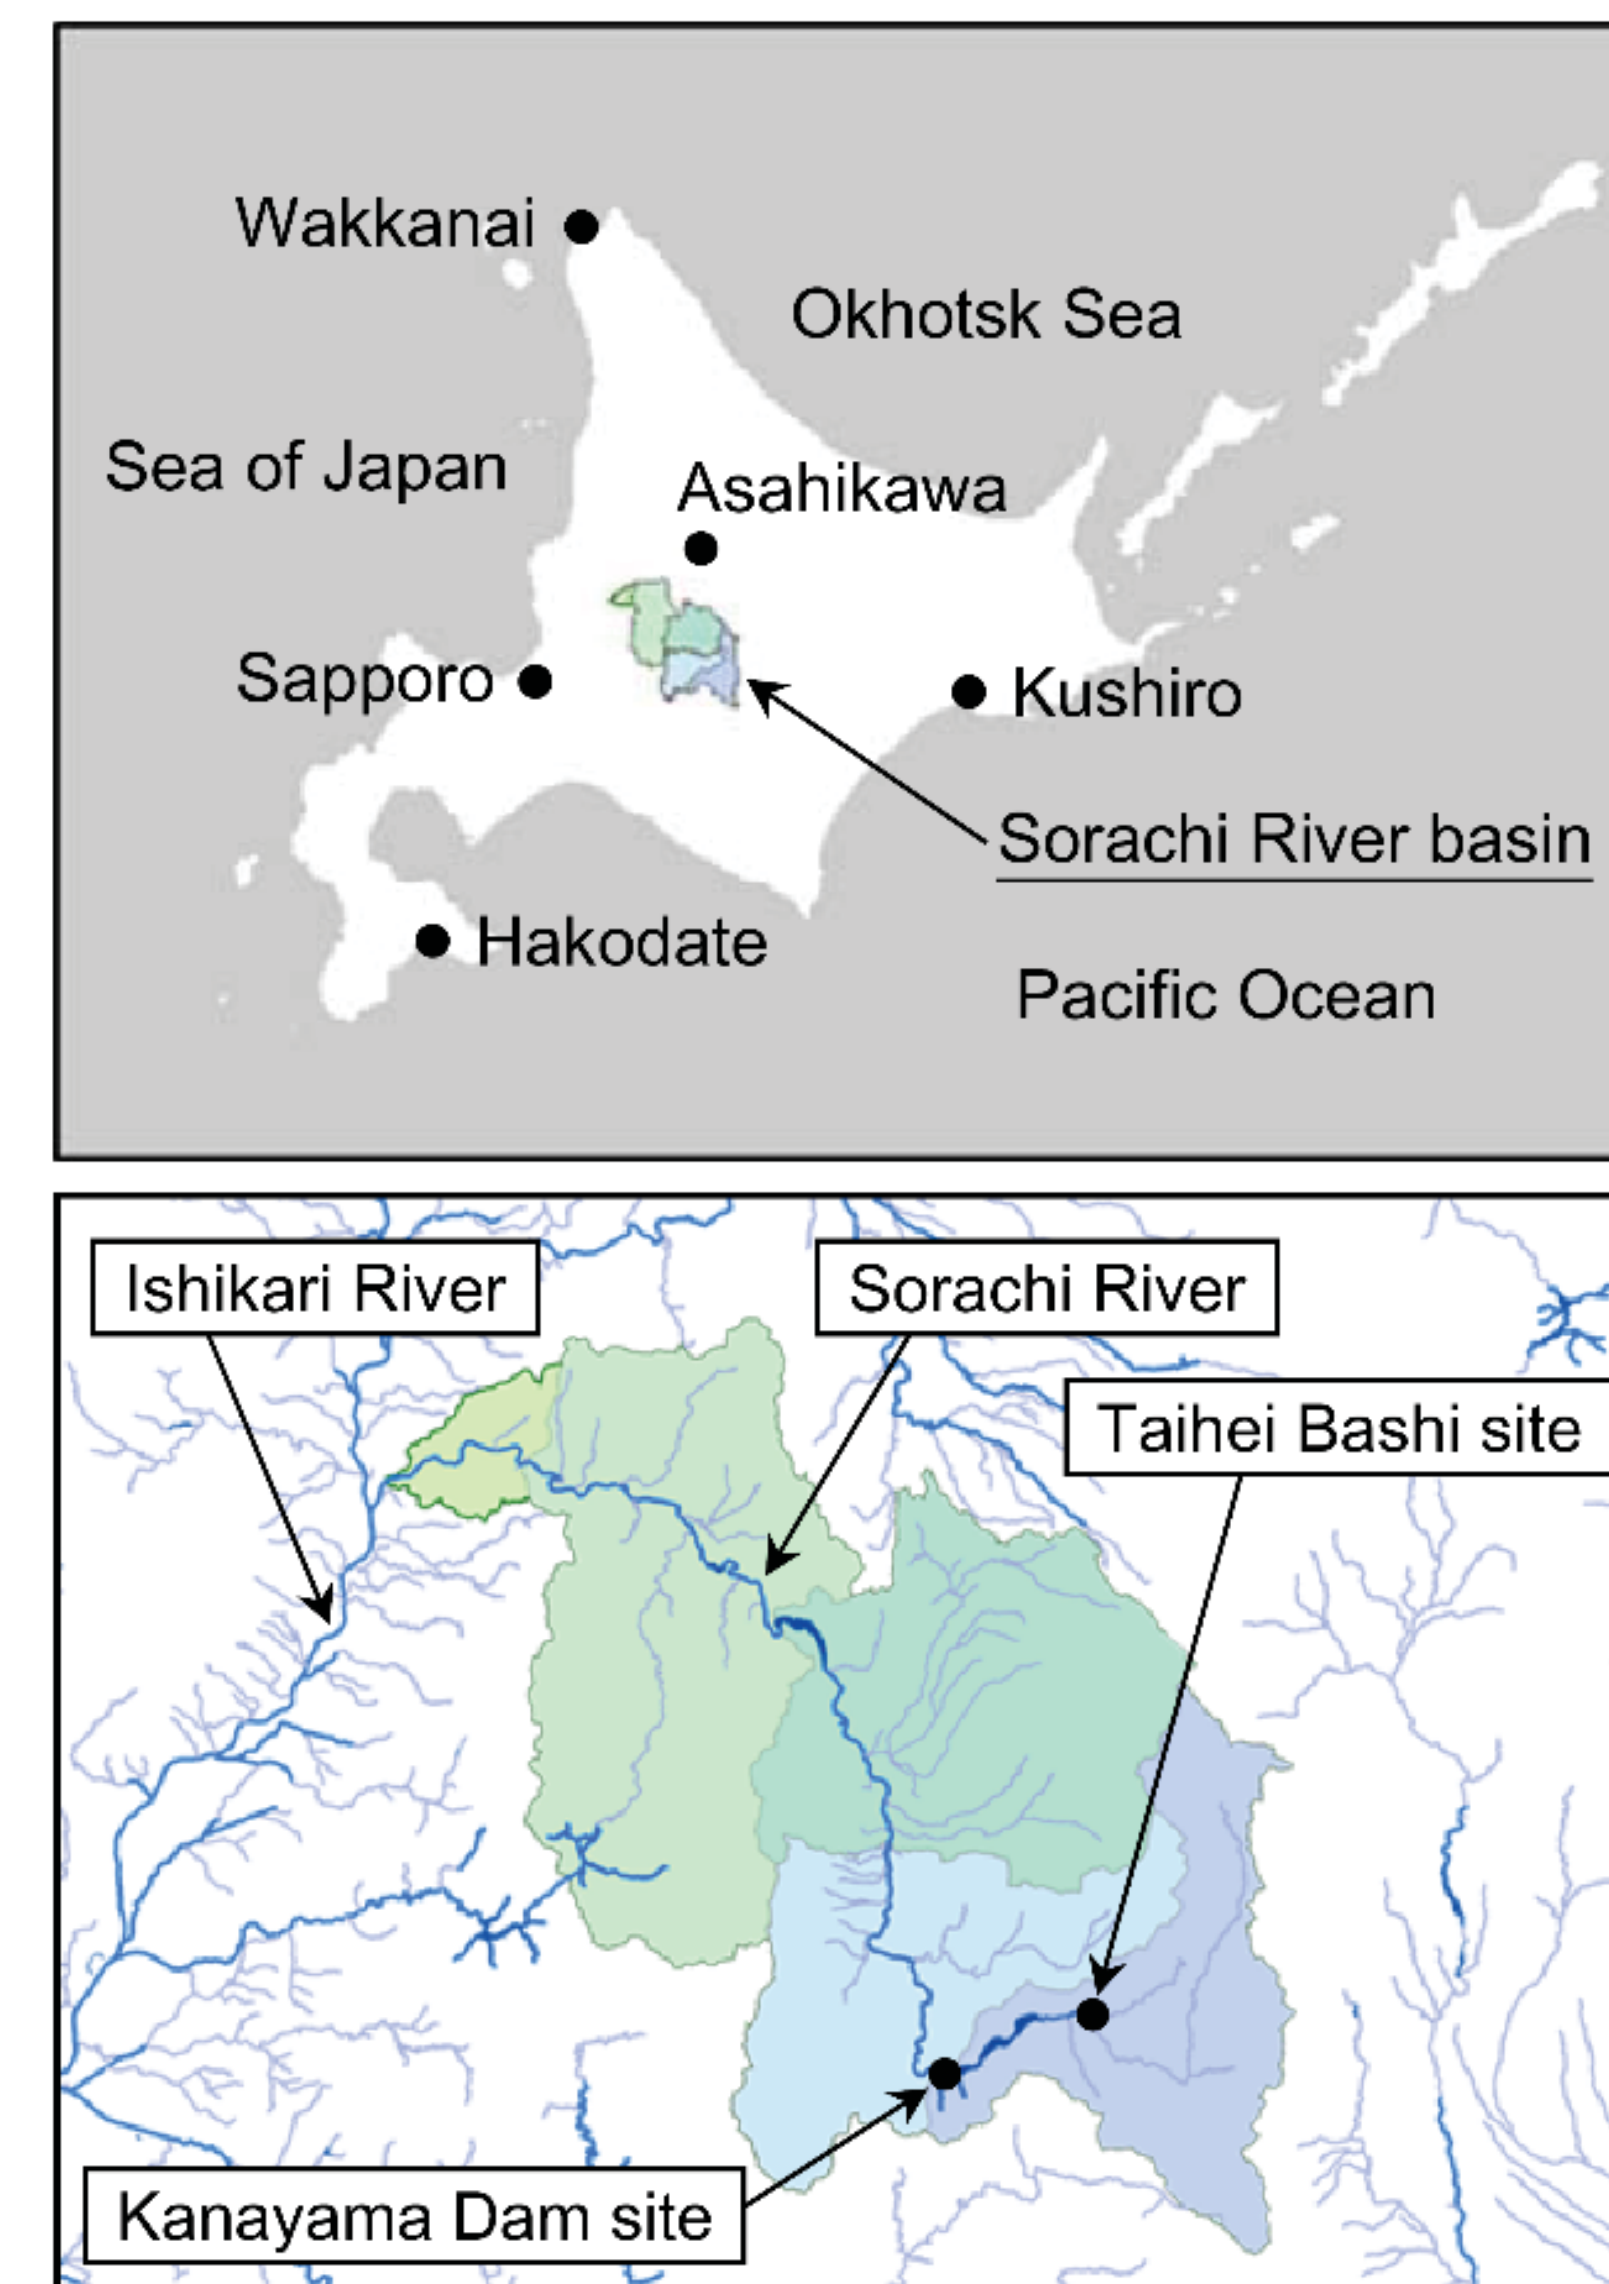 Wakkanai
Okhotsk Sea
Sea of Japan
Asahikawa
Sapporo
Kushiro
Sorachi River basin
Hakodate
Pacific Ocean
Ishikari River
Sorachi River
Taihei Bashi site
Kanayama Dam site